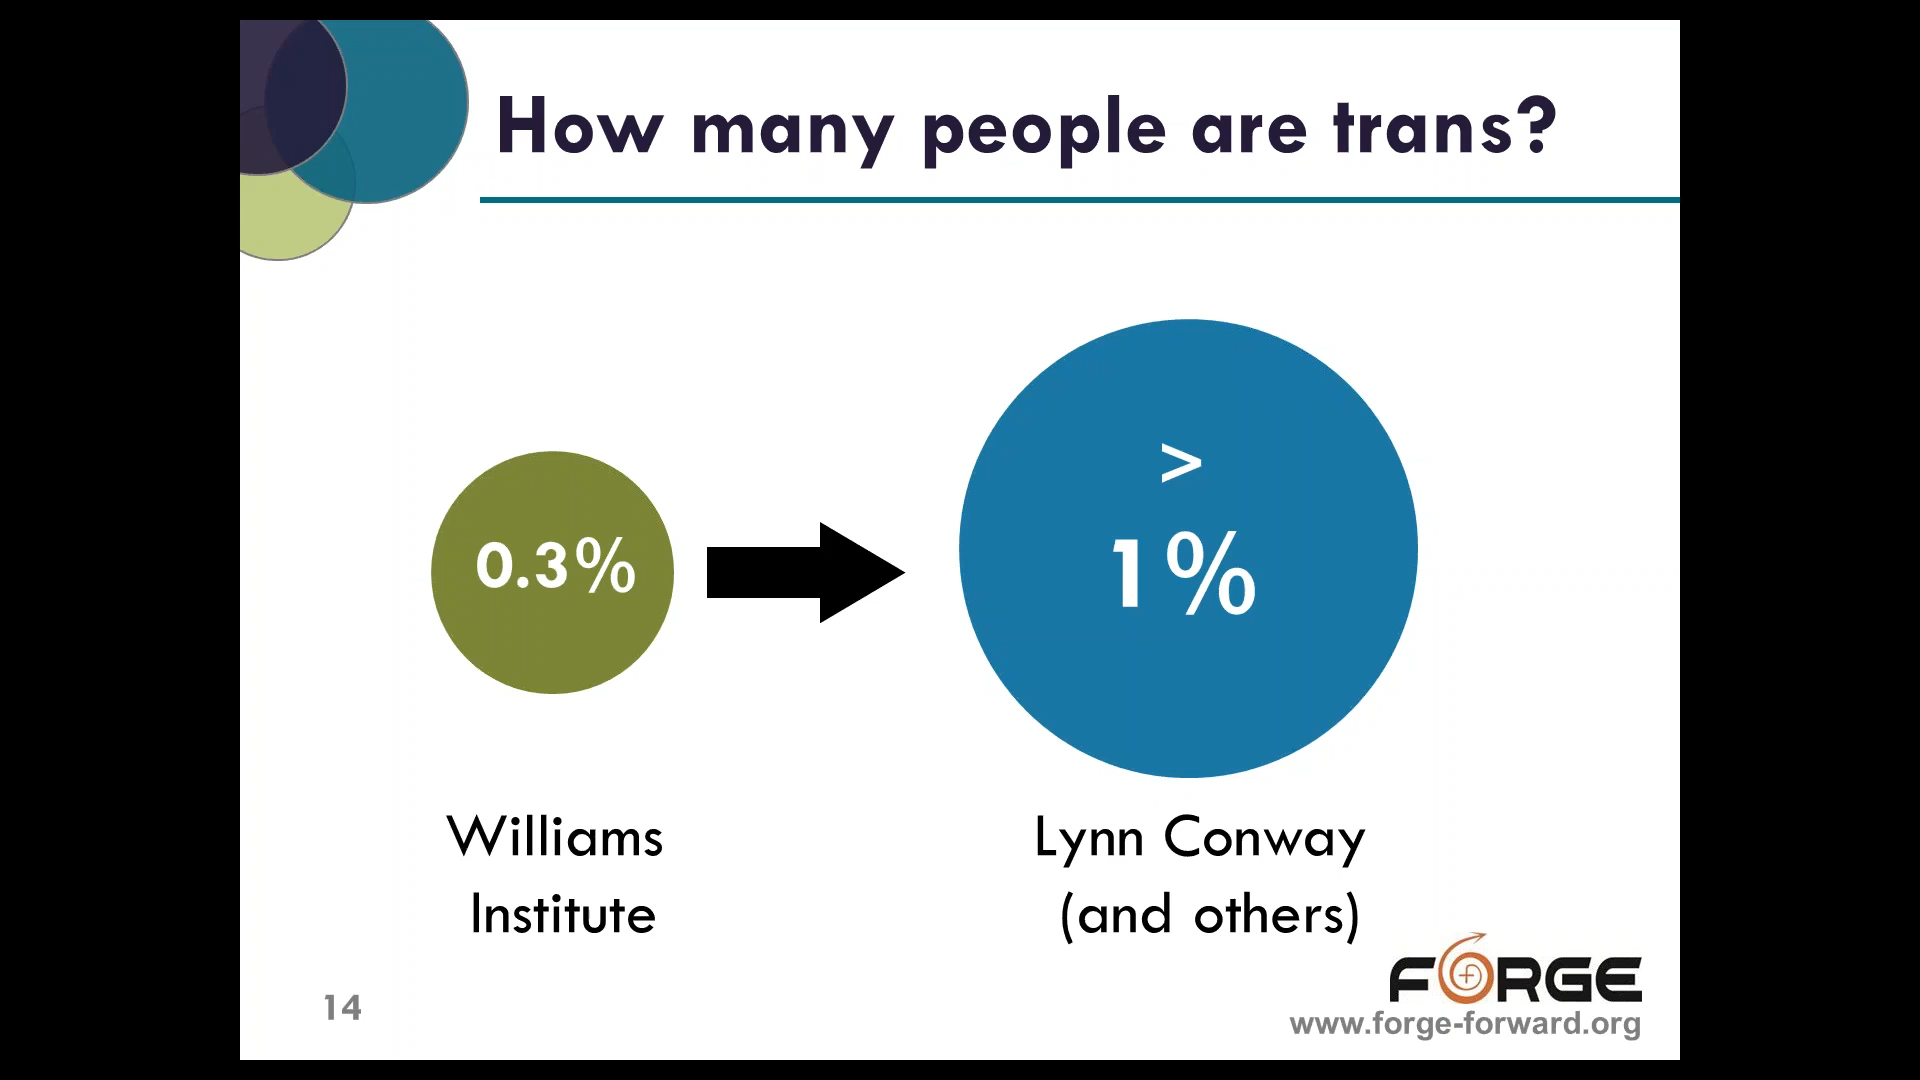 How many people are trans?
0.3%
>
1%
Williams
Institute
Lynn Conway
(and others)
FORGE
14
www.forge-forward.org